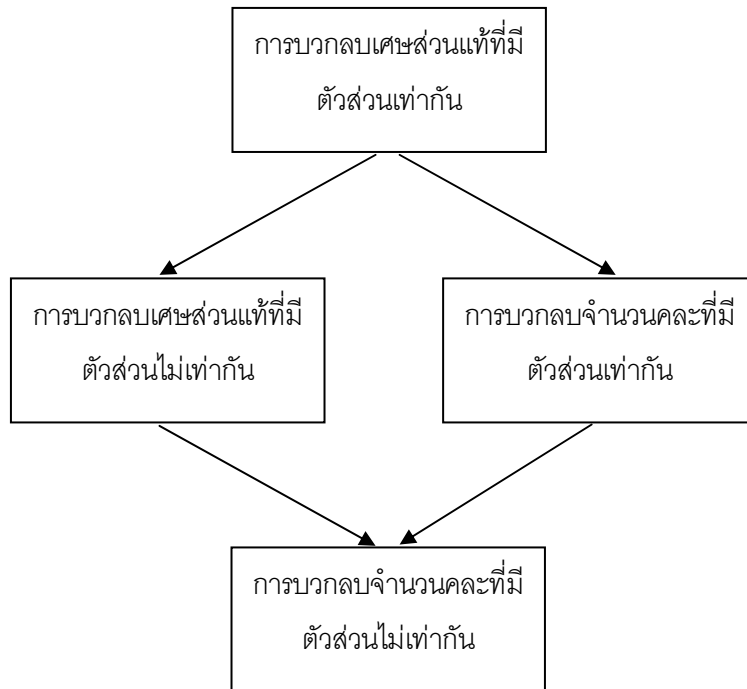 การบวกลบเศษส่วนแท้ที่มี
ตัวส่วนเท่ากัน
การบวกลบเศษส่วนแท้ที่มี
ตัวส่วนไม่เท่ากัน
การบวกลบจำนวนคละที่มี
ตัวส่วนเท่ากัน
การบวกลบจำนวนคละที่มี
ตัวส่วนไม่เท่ากัน